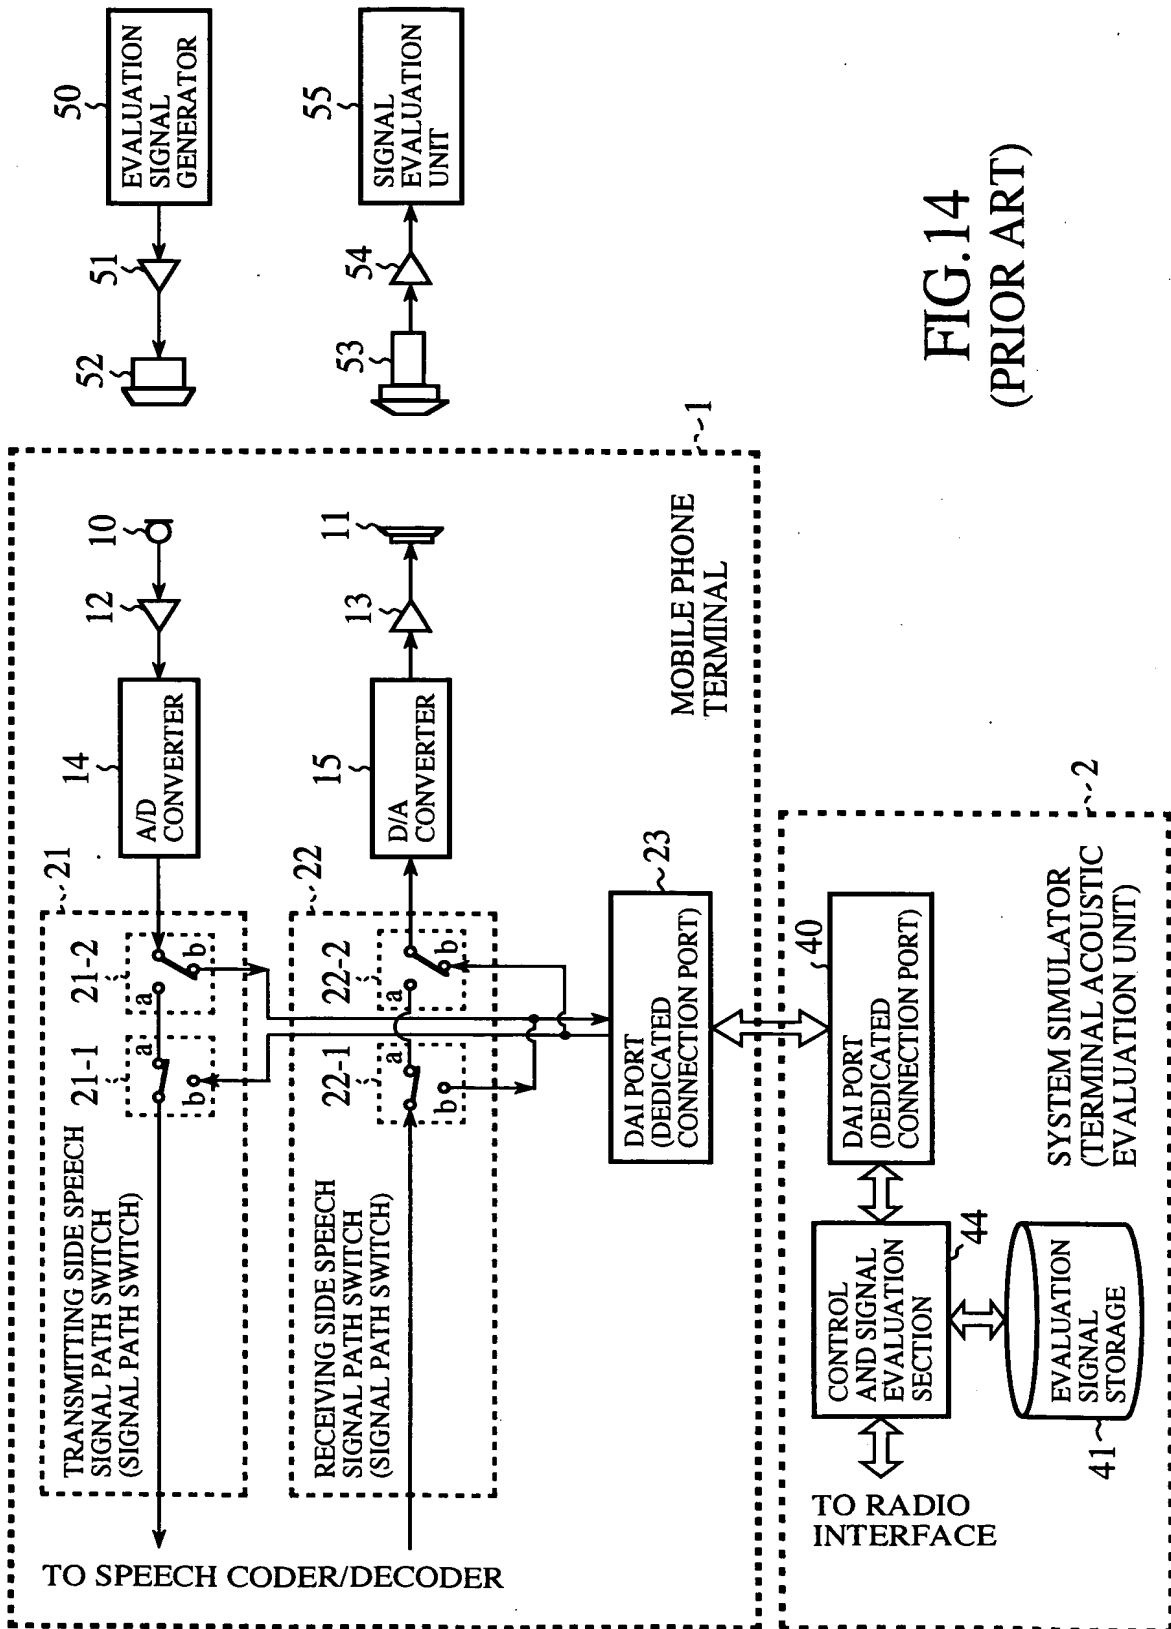 50
EVALUATION
SIGNAL
GENERATOR
51
52
55
SIGNAL
EVALUATION
UNIT
54
53
FIG.14
(PRIOR ART)
1
10
12
14
A/D
CONVERTER
11
13
15
D/A
CONVERTER
MOBILE PHONE
TERMINAL
21
21-2
a
b
21-1
a
b
TRANSMITTING SIDE SPEECH
SIGNAL PATH SWITCH
(SIGNAL PATH SWITCH)
22
22-2
a
b
22-1
a
b
RECEIVING SIDE SPEECH
SIGNAL PATH SWITCH
(SIGNAL PATH SWITCH)
TO SPEECH CODER/DECODER
23
DAI PORT
(DEDICATED
CONNECTION PORT)
2
40
DAI PORT
(DEDICATED
CONNECTION PORT)
SYSTEM SIMULATOR
(TERMINAL ACOUSTIC
EVALUATION UNIT)
44
CONTROL
AND SIGNAL
EVALUATION
SECTION
41
EVALUATION
SIGNAL
STORAGE
TO RADIO
INTERFACE